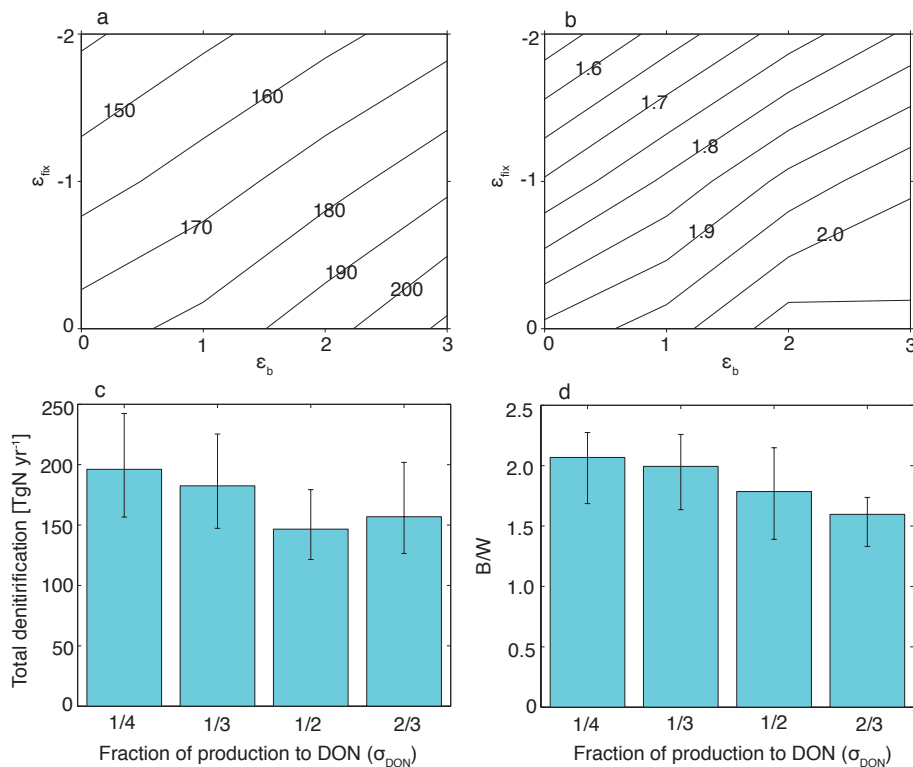 a
-2
-1
0
ε_fix
150
160
170
180
190
200
0 1 2 3
ε_b
b
-2
-1
0
ε_fix
1.6
1.7
1.8
1.9
2.0
0 1 2 3
ε_b
c
250
200
150
100
50
0
Total denitirification [TgN yr⁻¹]
1/4 1/3 1/2 2/3
Fraction of production to DON (σ_DON)
d
2.5
2.0
1.5
1.0
0.5
0
B/W
1/4 1/3 1/2 2/3
Fraction of production to DON (σ_DON)